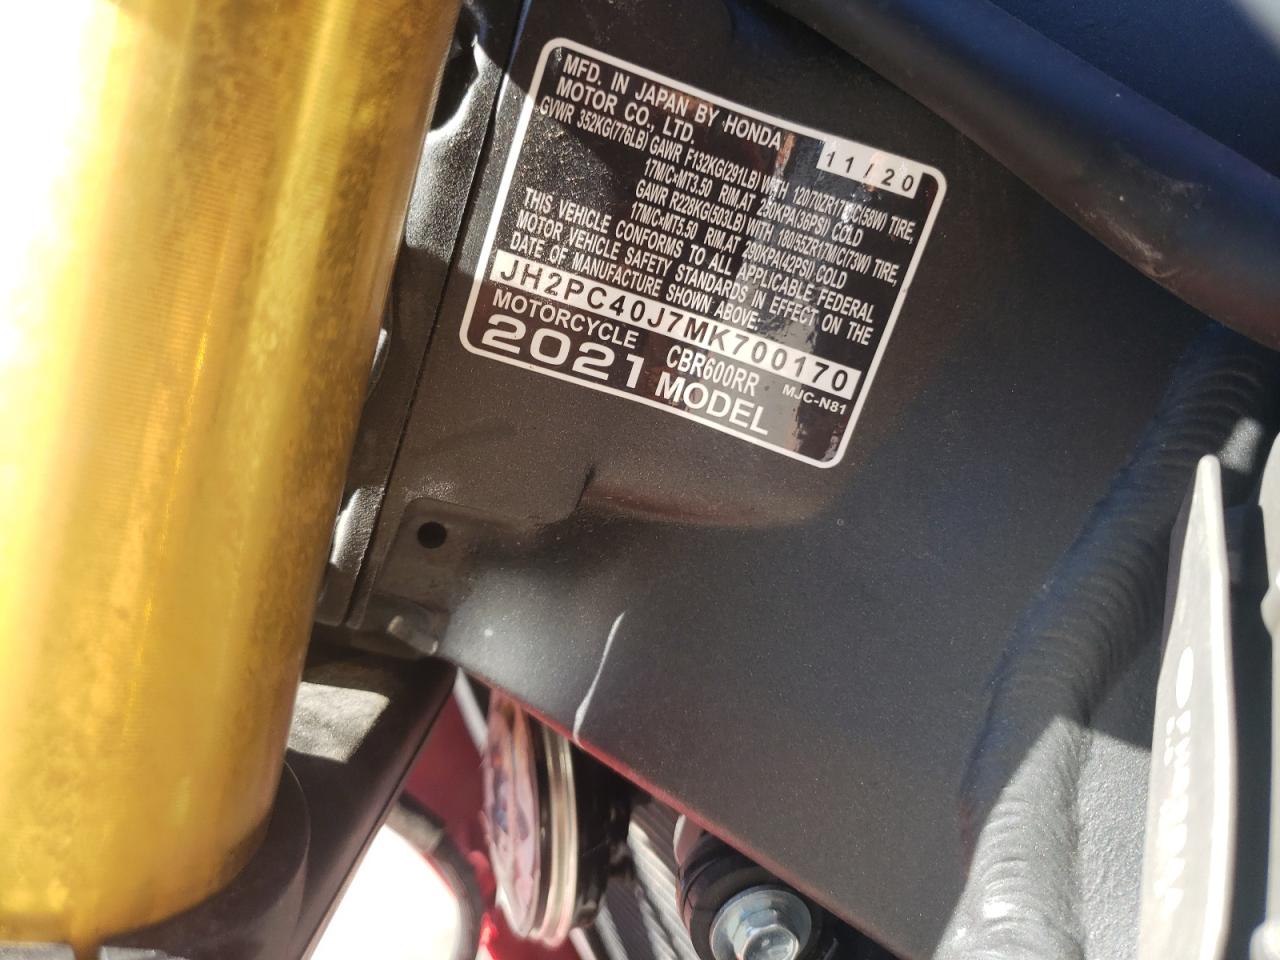 MFD. IN JAPAN BY HONDA
MOTOR CO., LTD.
11/20
GVWR 352KG(776LB) GAWR F132KG(291LB) WITH 12070ZR17M/C(58W) TIRE,
17M/C×MT3.50 RIM,AT 250KPA(36PSI) COLD
GAWR R228KG(503LB) WITH 180/55ZR17M/C(73W) TIRE,
17M/C×MT5.50 RIM,AT 290KPA(42PSI) COLD
THIS VEHICLE CONFORMS TO ALL APPLICABLE FEDERAL
MOTOR VEHICLE SAFETY STANDARDS IN EFFECT ON THE
DATE OF MANUFACTURE SHOWN ABOVE:
JH2PC40J7MK700170
MOTORCYCLE CBR600RR MJC-N81
2021 MODEL